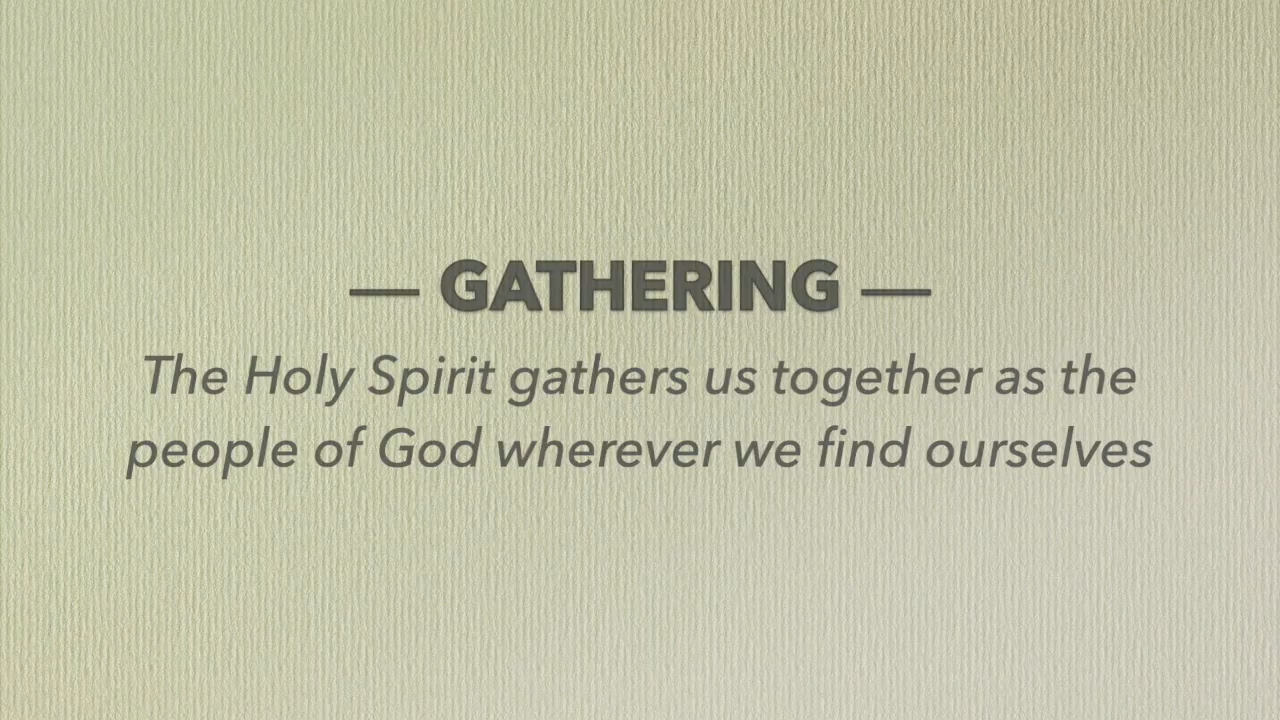 — GATHERING —
The Holy Spirit gathers us together as the
people of God wherever we find ourselves